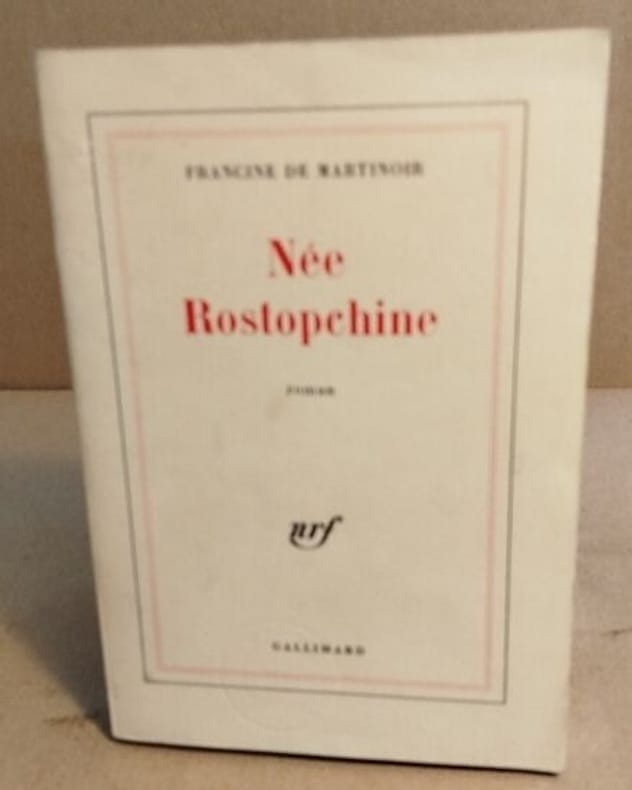 FRANCINE DE MARTINOIR
Née
Rostopchine
roman
nrf
GALLIMARD